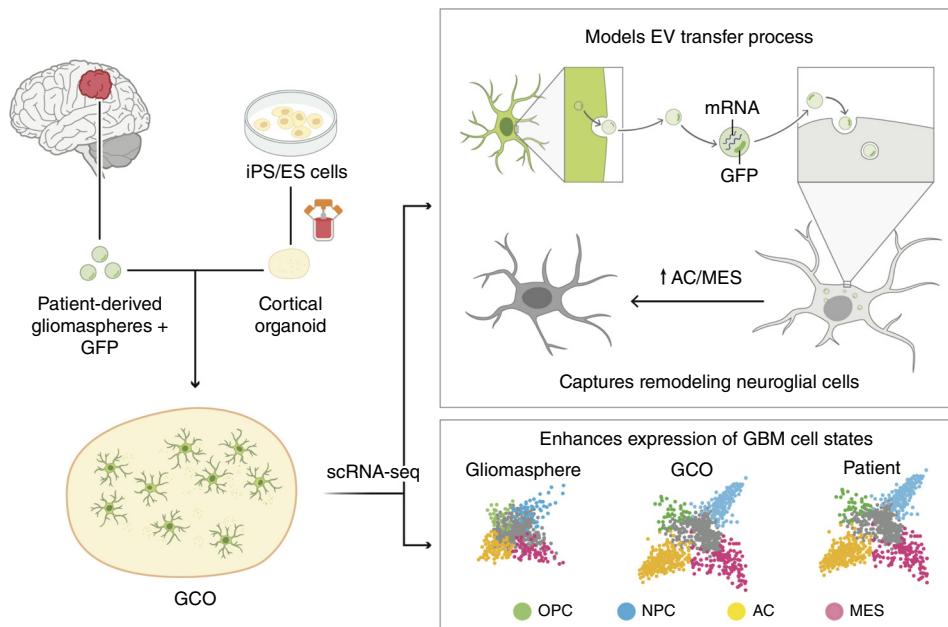 iPS/ES cells
Patient-derived
gliomaspheres +
GFP
Cortical
organoid
GCO
scRNA-seq
Models EV transfer process
mRNA
GFP
↑ AC/MES
Captures remodeling neuroglial cells
Enhances expression of GBM cell states
Gliomasphere
GCO
Patient
OPC
NPC
AC
MES